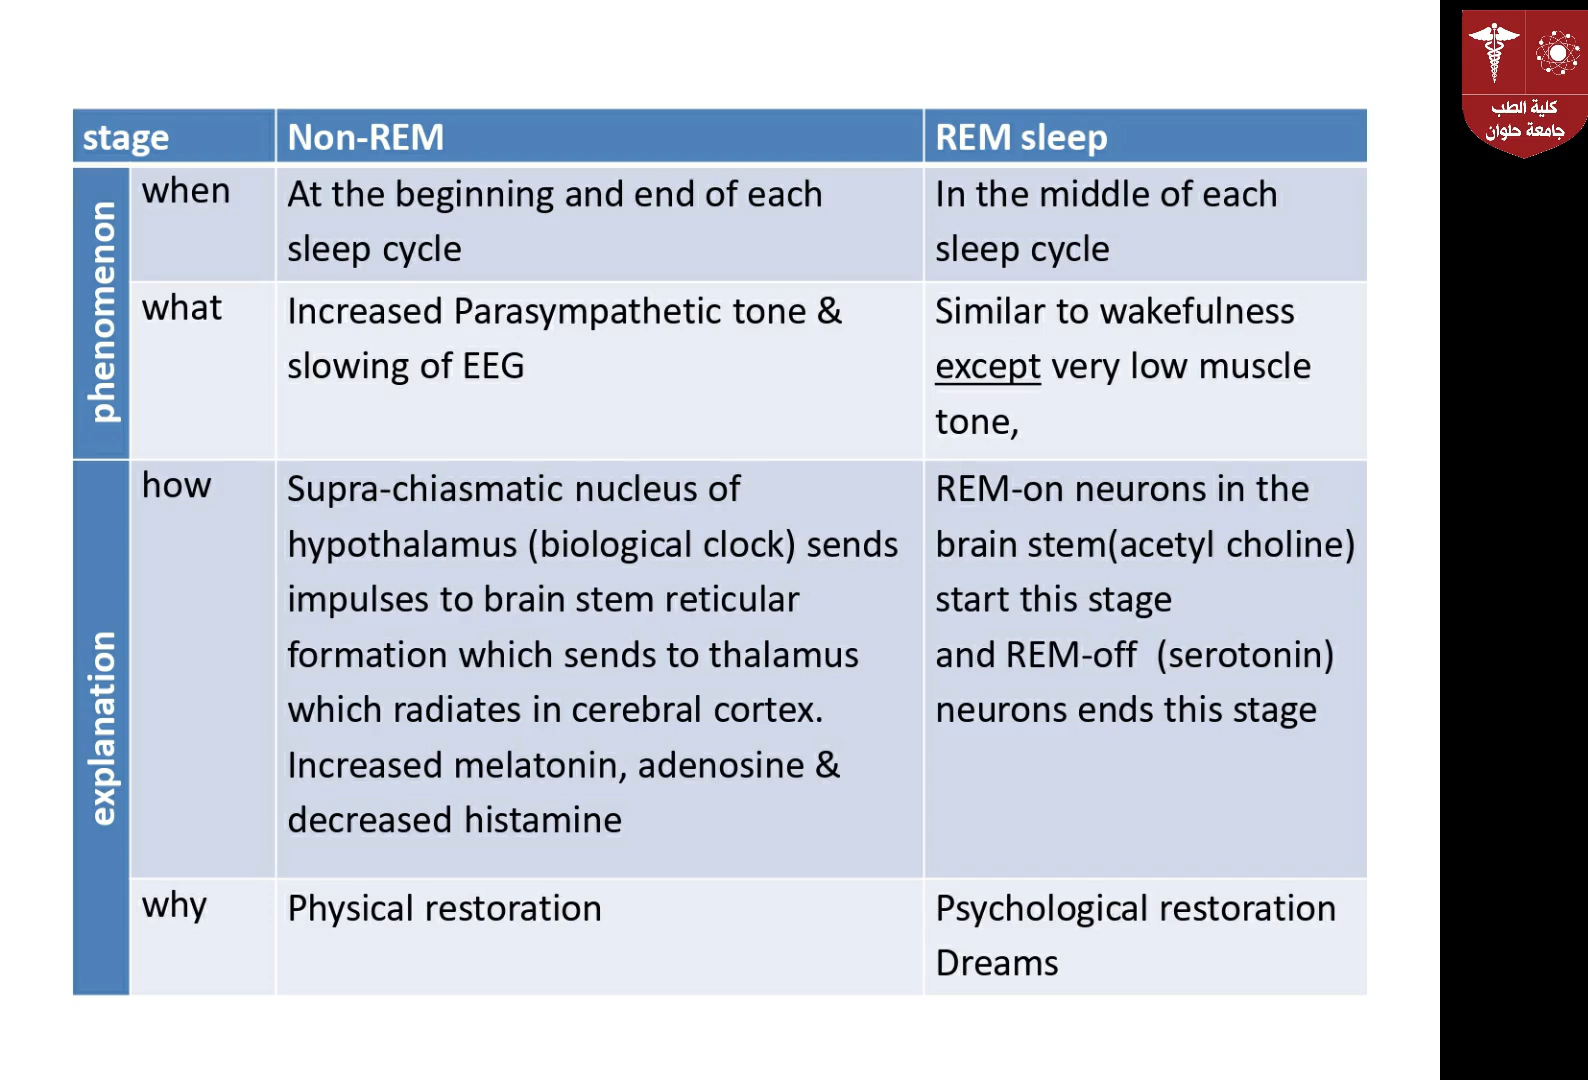 stage
Non-REM
REM sleep
phenomenon
when
At the beginning and end of each
sleep cycle
In the middle of each
sleep cycle
what
Increased Parasympathetic tone &
slowing of EEG
Similar to wakefulness
except very low muscle
tone,
explanation
how
Supra-chiasmatic nucleus of
hypothalamus (biological clock) sends
impulses to brain stem reticular
formation which sends to thalamus
which radiates in cerebral cortex.
Increased melatonin, adenosine &
decreased histamine
REM-on neurons in the
brain stem(acetyl choline)
start this stage
and REM-off  (serotonin)
neurons ends this stage
why
Physical restoration
Psychological restoration
Dreams
كلية الطب
جامعة حلوان